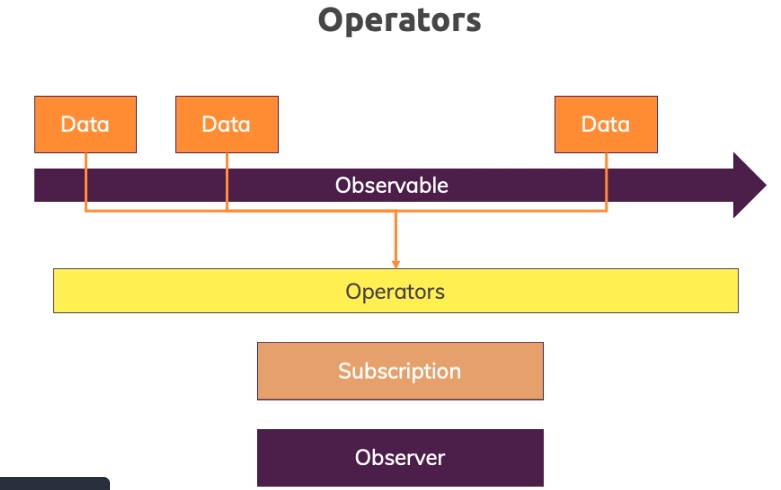 Operators
Data
Data
Data
Observable
Operators
Subscription
Observer